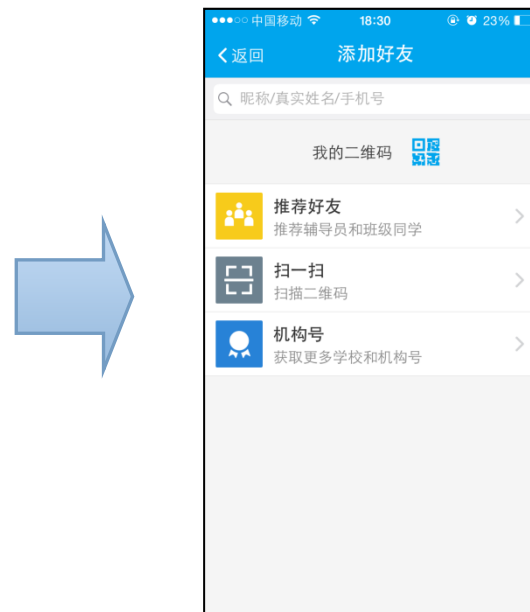 中国移动 18:30 23%
返回 添加好友
昵称/真实姓名/手机号
我的二维码
推荐好友
推荐辅导员和班级同学
扫一扫
扫描二维码
机构号
获取更多学校和机构号